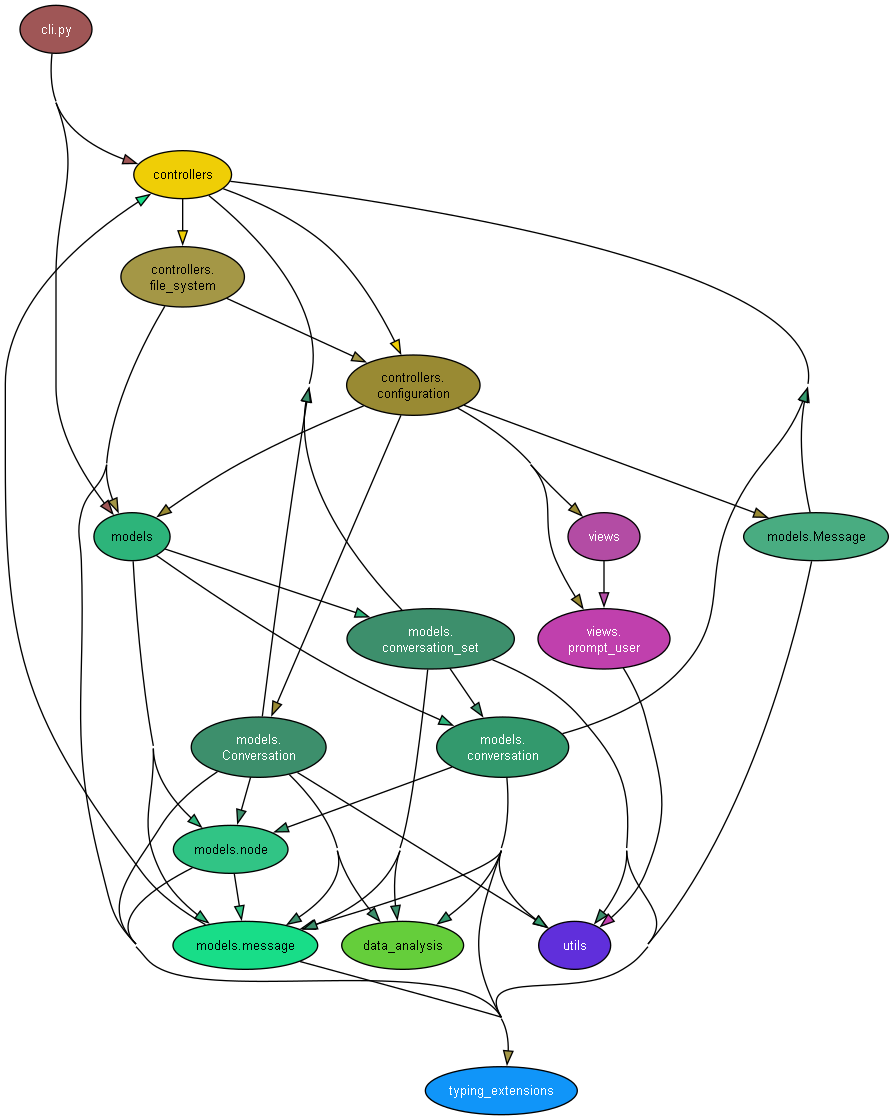 cli.py
controllers
controllers.
file_system
controllers.
configuration
models
views
models.Message
models.
conversation_set
views.
prompt_user
models.
Conversation
models.
conversation
models.node
models.message
data_analysis
utils
typing_extensions